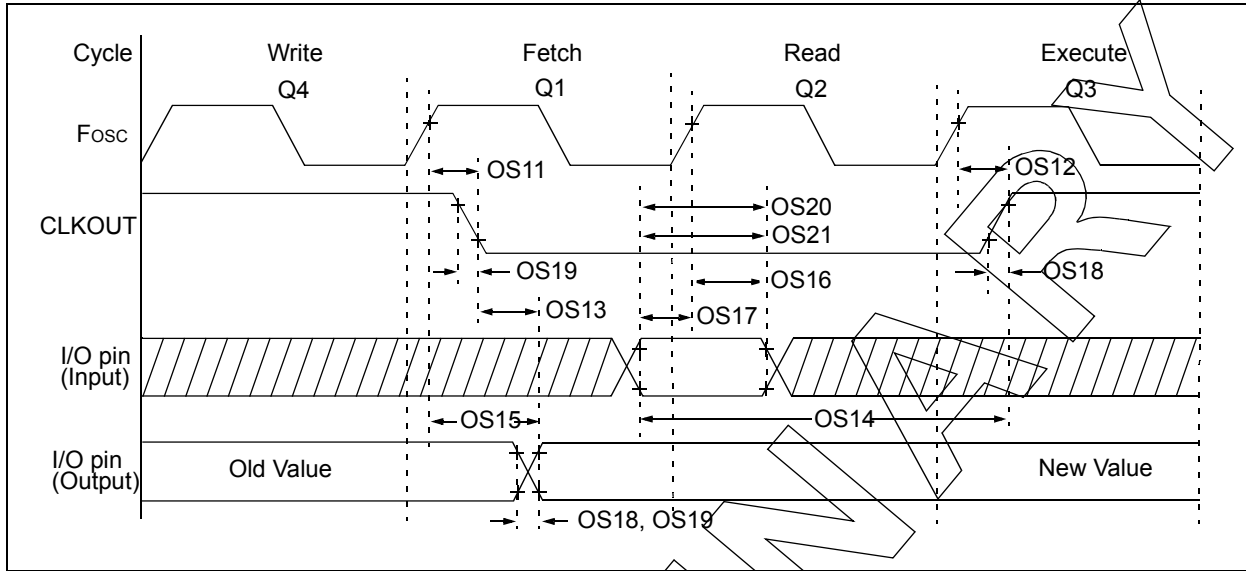 Cycle Write Fetch Read Execute
Q4 Q1 Q2 Q3
Fosc
OS11 OS12
CLKOUT
OS20
OS21
OS19 OS16 OS18
OS13 OS17
I/O pin
(Input)
OS15 OS14
I/O pin
(Output)
Old Value New Value
OS18, OS19
NARY